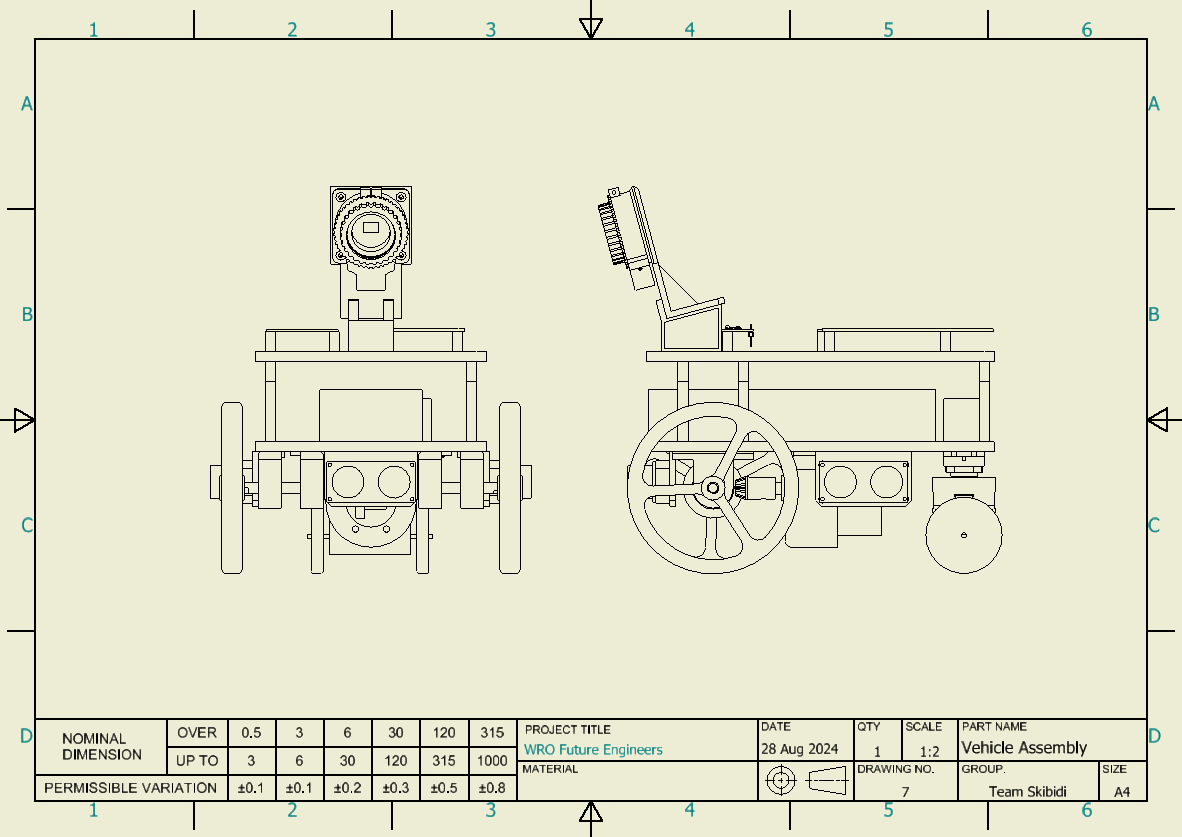 1 2 3 4 5 6
A A
B B
C C
D D
NOMINAL DIMENSION OVER 0.5 3 6 30 120 315
UP TO 3 6 30 120 315 1000
PERMISSIBLE VARIATION ±0.1 ±0.1 ±0.2 ±0.3 ±0.5 ±0.8
PROJECT TITLE
WRO Future Engineers
MATERIAL
DATE
28 Aug 2024
QTY
1
SCALE
1:2
PART NAME
Vehicle Assembly
DRAWING NO.
7
GROUP.
Team Skibidi
SIZE
A4
1 2 3 4 5 6